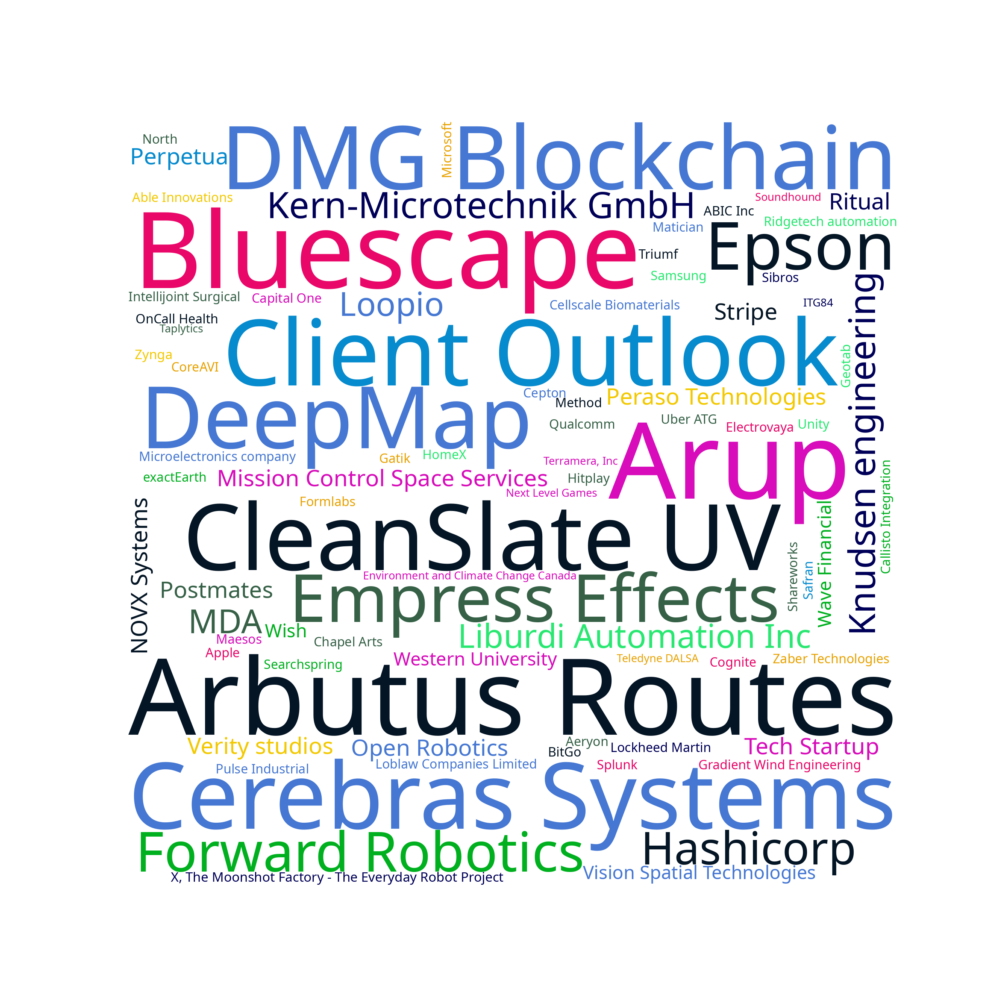 North
DMG Blockchain
Microsoft
Perpetua
Able Innovations
Kern-Microtechnik GmbH
ABIC Inc
Soundhound
Ritual
Bluescape
Matician
Ridgetech automation
Triumf
Epson
Samsung
Sibros
Intellijoint Surgical
Capital One
Loopio
Cellscale Biomaterials
Stripe
ITG84
OnCall Health
Taplytics
Client Outlook
Knudsen engineering
Zynga
CoreAVI
Geotab
DeepMap
Cepton
Method
Peraso Technologies
Qualcomm
Uber ATG
Electrovaya
Unity
Arup
Microelectronics company
Gatik
HomeX
Terramera, Inc
exactEarth
Mission Control Space Services
Hitplay
Next Level Games
Callisto Integration
Formlabs
NOVX Systems
CleanSlate UV
Wave Financial
Shareworks
Safran
Environment and Climate Change Canada
Postmates
Empress Effects
MDA
Wish
Maesos
Chapel Arts
Liburdi Automation Inc
Apple
Searchspring
Western University
Teledyne DALSA
Cognite
Zaber Technologies
Arbutus Routes
Verity studios
Open Robotics
Aeryon
BitGo
Lockheed Martin
Tech Startup
Pulse Industrial
Loblaw Companies Limited
Splunk
Gradient Wind Engineering
Cerebras Systems
Forward Robotics
Hashicorp
X, The Moonshot Factory - The Everyday Robot Project
Vision Spatial Technologies